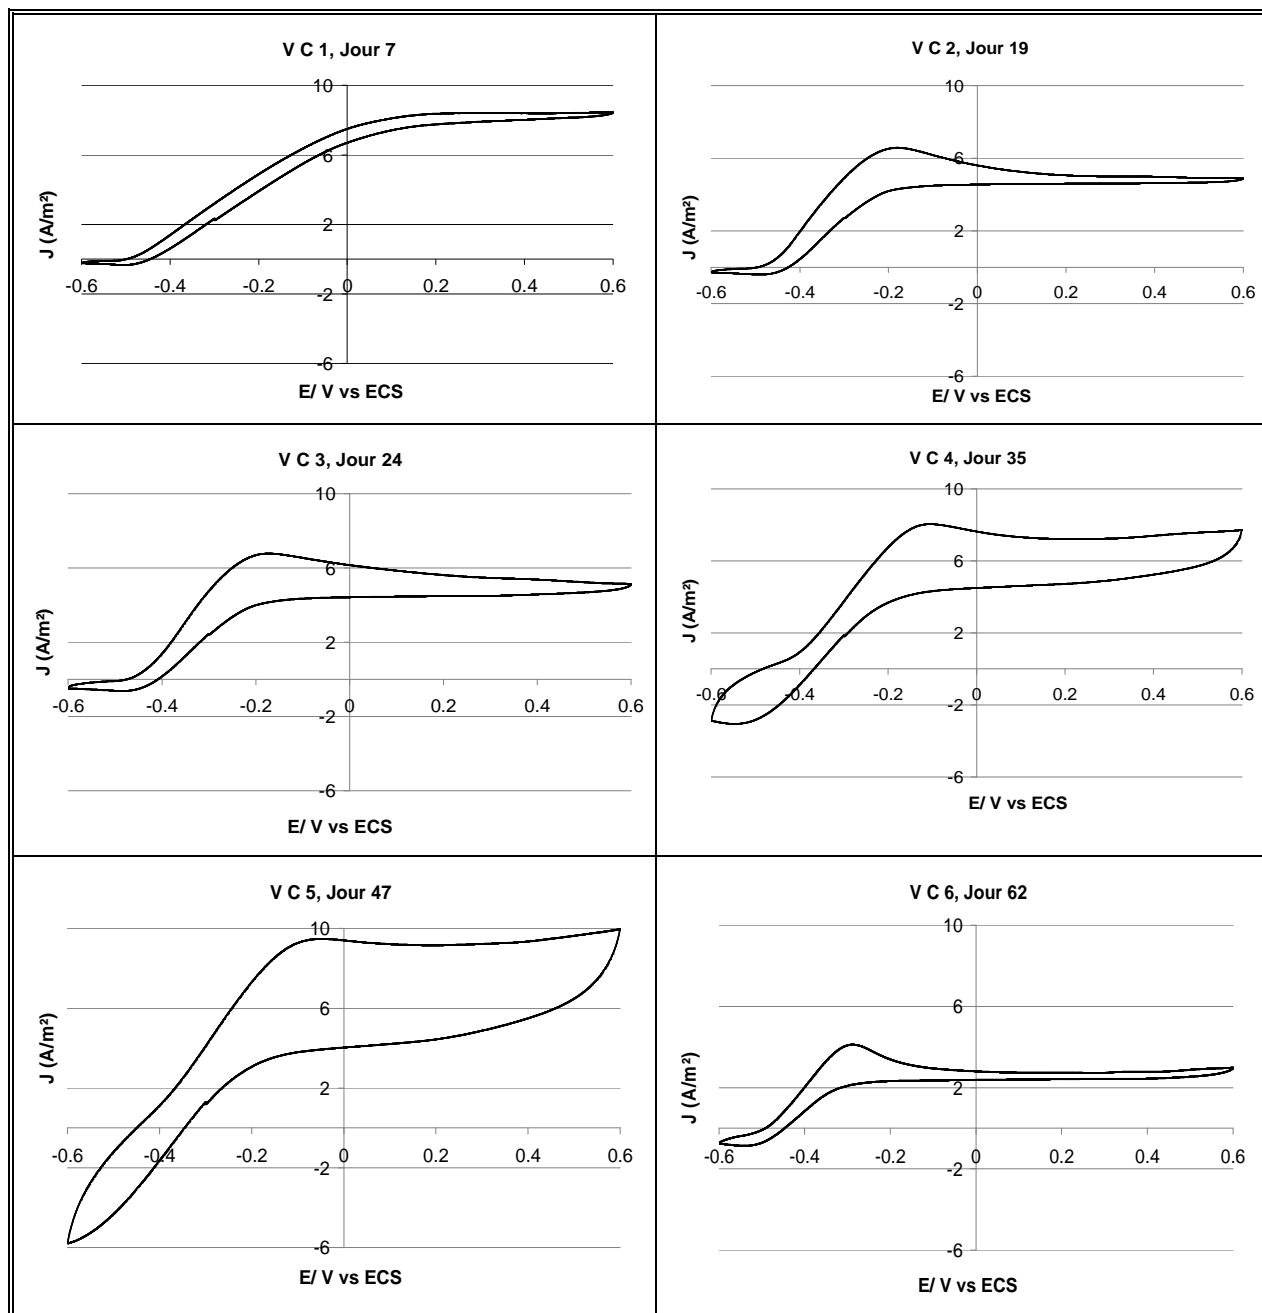 V C 1, Jour 7
10
6
2
-2
-6
-0.6 -0.4 -0.2 0 0.2 0.4 0.6
J (A/m²)
E/ V vs ECS
V C 2, Jour 19
10
6
2
-2
-6
-0.6 -0.4 -0.2 0 0.2 0.4 0.6
J (A/m²)
E/ V vs ECS
V C 3, Jour 24
10
6
2
-2
-6
-0.6 -0.4 -0.2 0 0.2 0.4 0.6
J (A/m²)
E/ V vs ECS
V C 4, Jour 35
10
6
2
-2
-6
-0.6 -0.4 -0.2 0 0.2 0.4 0.6
J (A/m²)
E/ V vs ECS
V C 5, Jour 47
10
6
2
-2
-6
-0.6 -0.4 -0.2 0 0.2 0.4 0.6
J (A/m²)
E/ V vs ECS
V C 6, Jour 62
10
6
2
-2
-6
-0.6 -0.4 -0.2 0 0.2 0.4 0.6
J (A/m²)
E/ V vs ECS